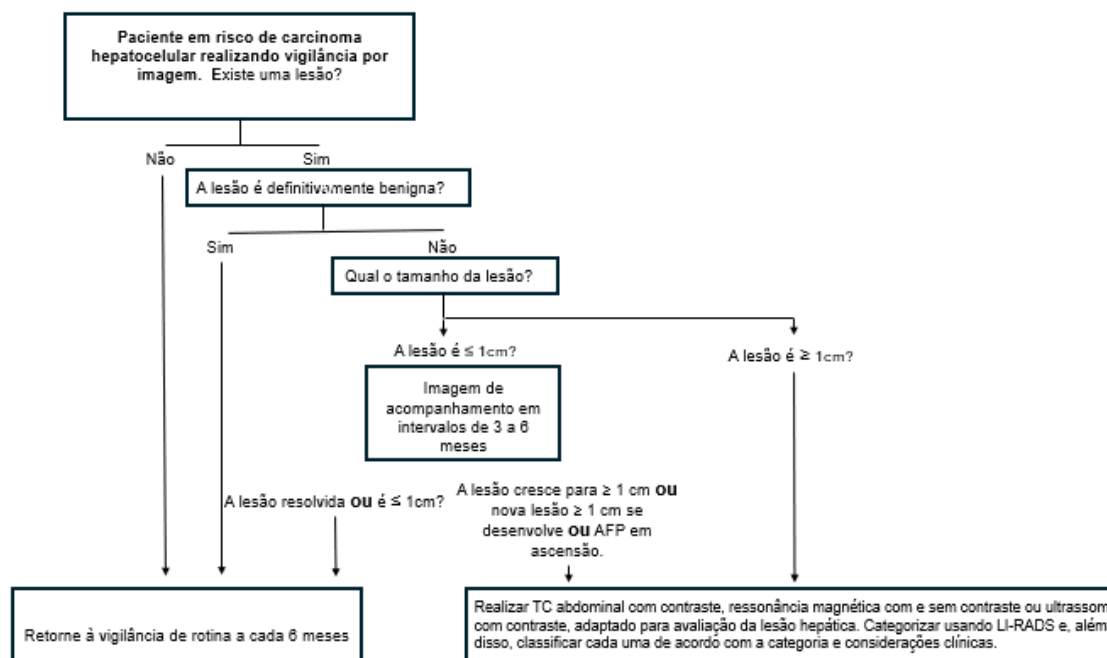 Paciente em risco de carcinoma
hepatocelular realizando vigilância por
imagem. Existe uma lesão?
Não
Sim
A lesão é definitivamente benigna?
Sim
Não
Qual o tamanho da lesão?
A lesão é ≤ 1cm?
A lesão é ≥ 1cm?
Imagem de
acompanhamento em
intervalos de 3 a 6
meses
A lesão resolvida ou é ≤ 1cm?
A lesão cresce para ≥ 1 cm ou
nova lesão ≥ 1 cm se
desenvolve ou AFP em
ascensão.
Retorne à vigilância de rotina a cada 6 meses
Realizar TC abdominal com contraste, ressonância magnética com e sem contraste ou ultrassom
com contraste, adaptado para avaliação da lesão hepática. Categorizar usando LI-RADS e, além
disso, classificar cada uma de acordo com a categoria e considerações clínicas.